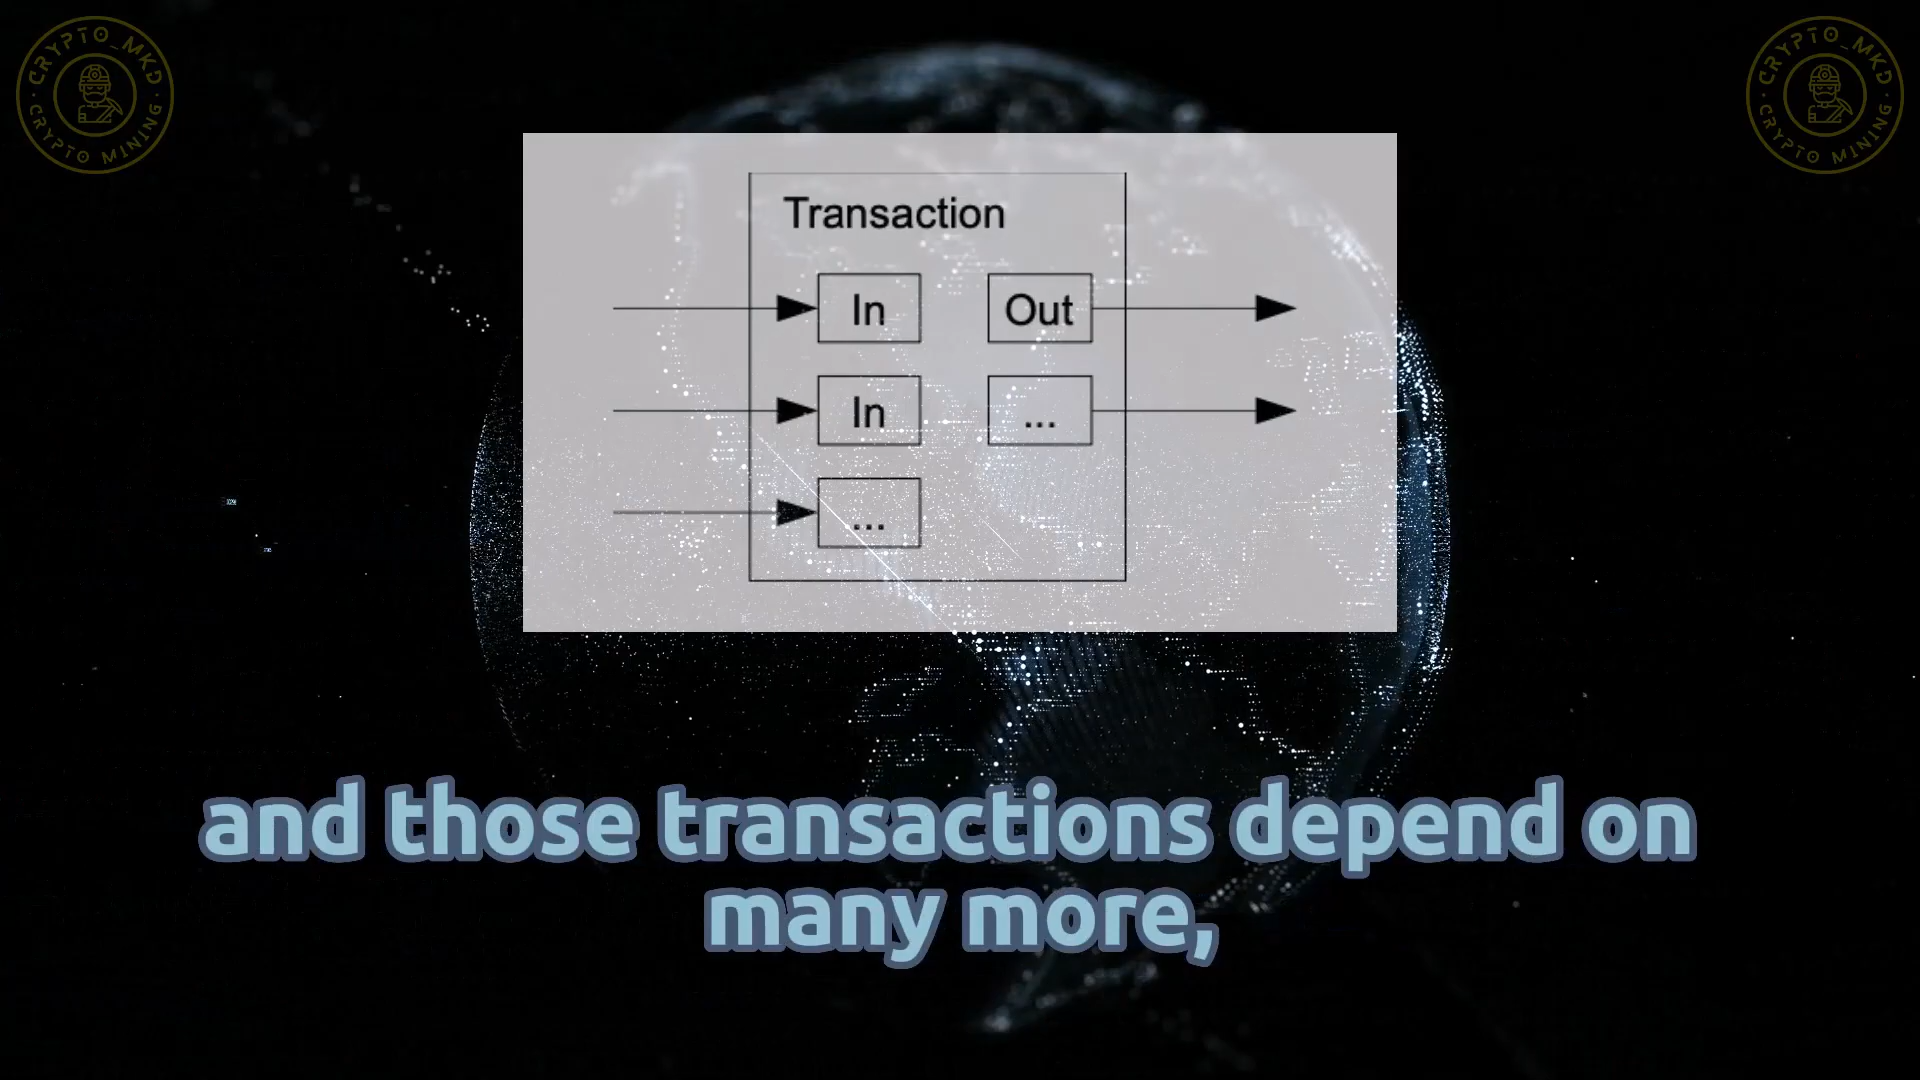 CRYPTO_MKD
CRYPTO MINING
CRYPTO_MKD
CRYPTO MINING
Transaction
In
Out
In
...
...
and those transactions depend on
many more,